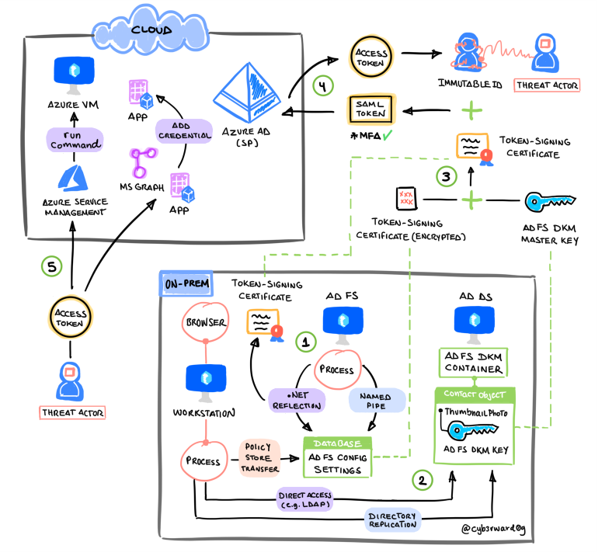 CLOUD
AZURE VM
run
Command
AZURE SERVICE
MANAGEMENT
APP
ADD
CREDENTIAL
MS GRAPH
APP
AZURE AD
(SP)
4
ACCESS
TOKEN
IMMUTABLE ID
THREAT ACTOR
SAML
TOKEN
*MFA ✓
TOKEN-SIGNING
CERTIFICATE
3
XXX
XXX
TOKEN-SIGNING
CERTIFICATE (ENCRYPTED)
AD FS DKM
MASTER KEY
5
ACCESS
TOKEN
THREAT ACTOR
ON-PREM
BROWSER
WORKSTATION
PROCESS
TOKEN-SIGNING
CERTIFICATE
1
AD FS
PROCESS
.NET
REFLECTION
NAMED
PIPE
POLICY
STORE
TRANSFER
DATABASE
AD FS CONFIG
SETTINGS
AD DS
AD FS DKM
CONTAINER
Contact Object
ThumbnailPhoto
AD FS DKM KEY
2
DIRECT ACCESS
(e.g. LDAP)
DIRECTORY
REPLICATION
@cyb3rward0g